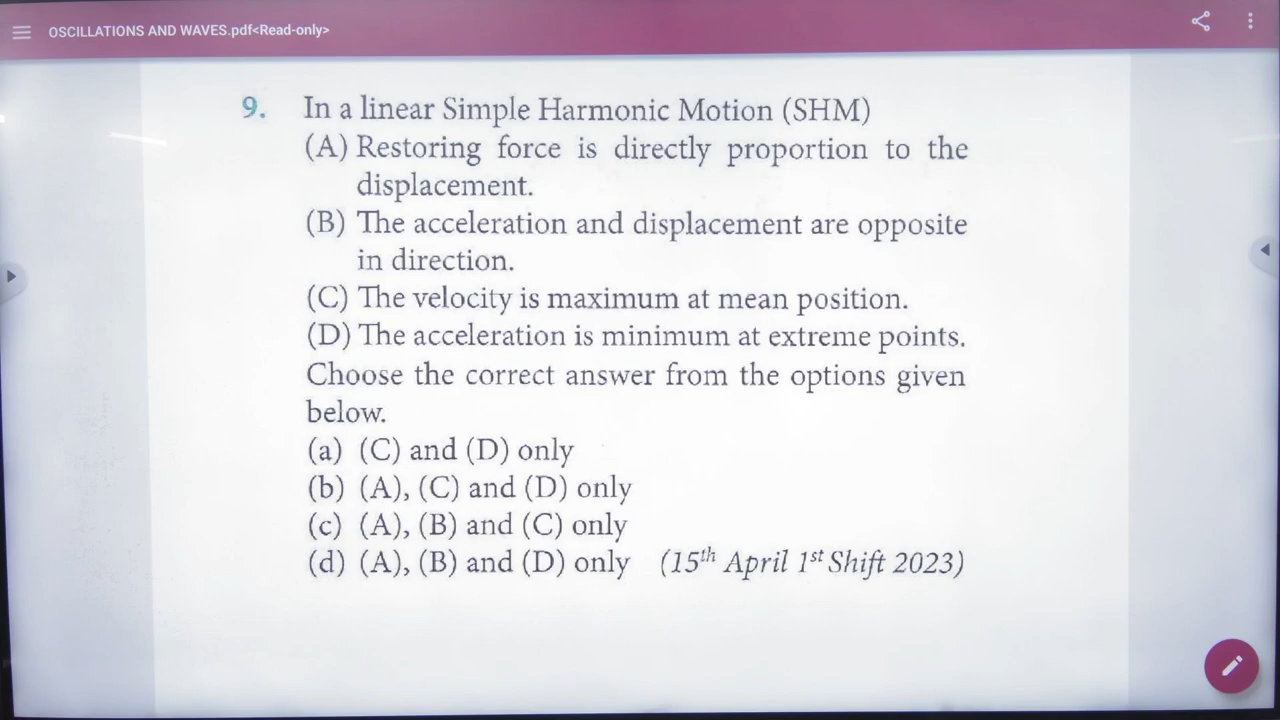 OSCILLATIONS AND WAVES.pdf<Read-only>
9. In a linear Simple Harmonic Motion (SHM)
(A) Restoring force is directly proportion to the
displacement.
(B) The acceleration and displacement are opposite
in direction.
(C) The velocity is maximum at mean position.
(D) The acceleration is minimum at extreme points.
Choose the correct answer from the options given
below.
(a) (C) and (D) only
(b) (A), (C) and (D) only
(c) (A), (B) and (C) only
(d) (A), (B) and (D) only (15th April 1st Shift 2023)